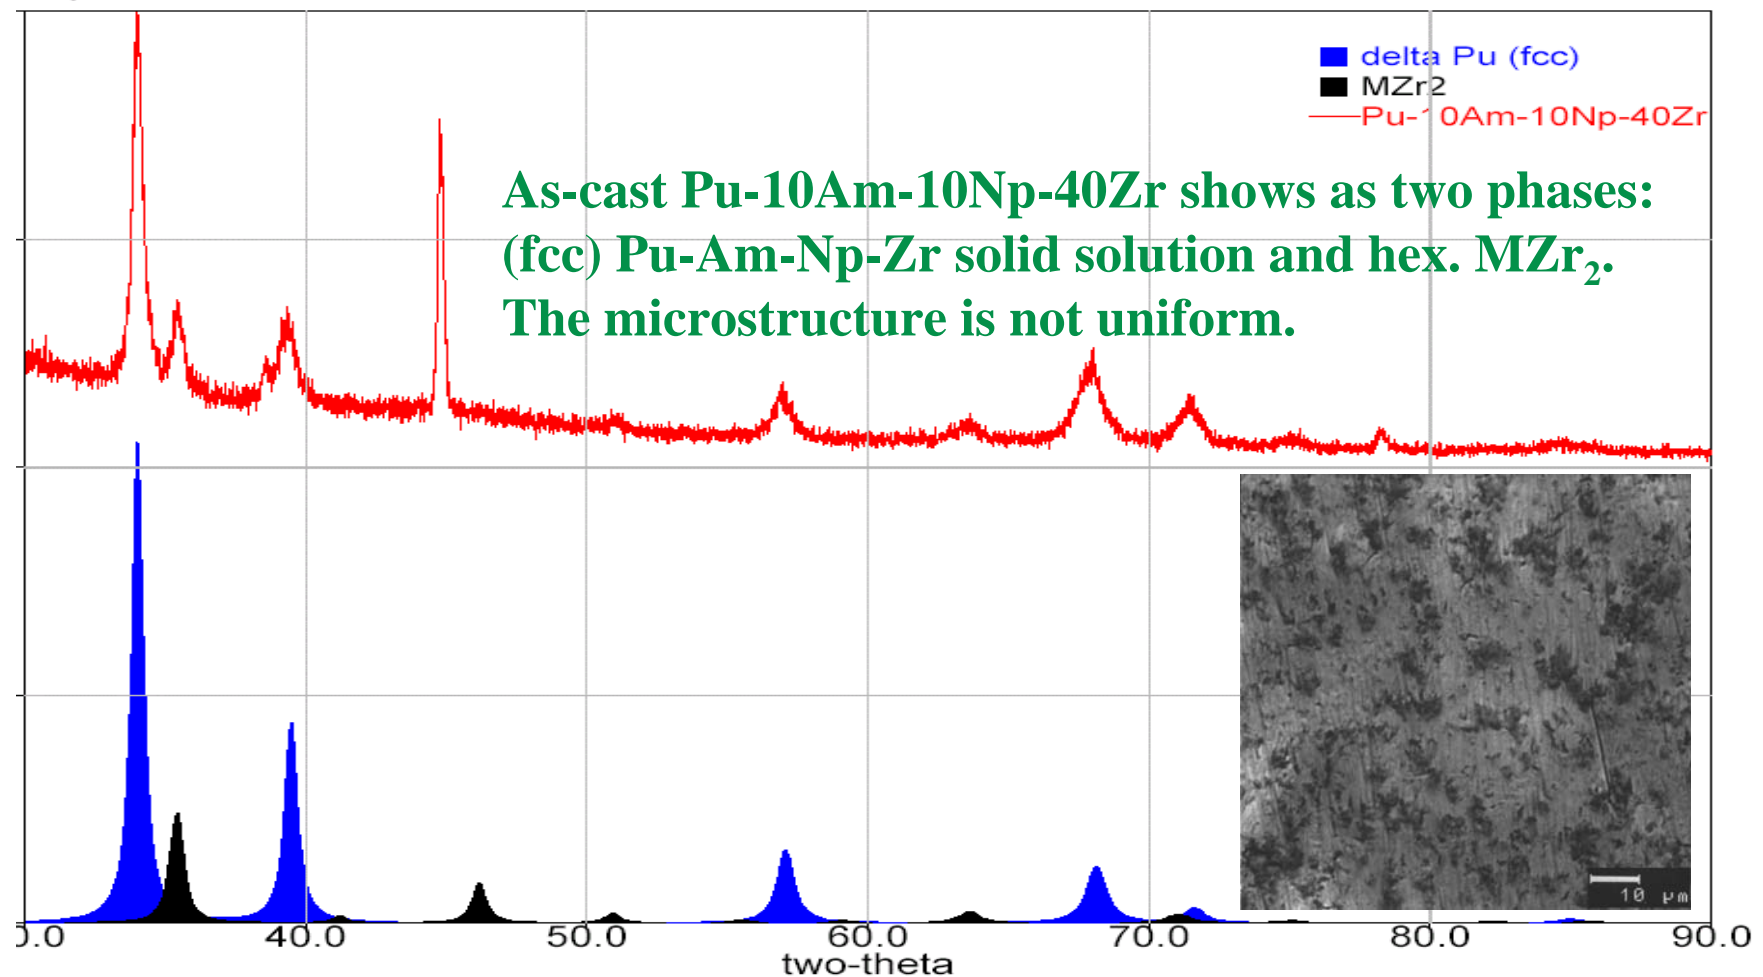 delta Pu (fcc)
MZr2
Pu-10Am-10Np-40Zr
As-cast Pu-10Am-10Np-40Zr shows as two phases:
(fcc) Pu-Am-Np-Zr solid solution and hex. MZr₂.
The microstructure is not uniform.
10 μm
40.0 50.0 60.0 70.0 80.0 90.0
two-theta